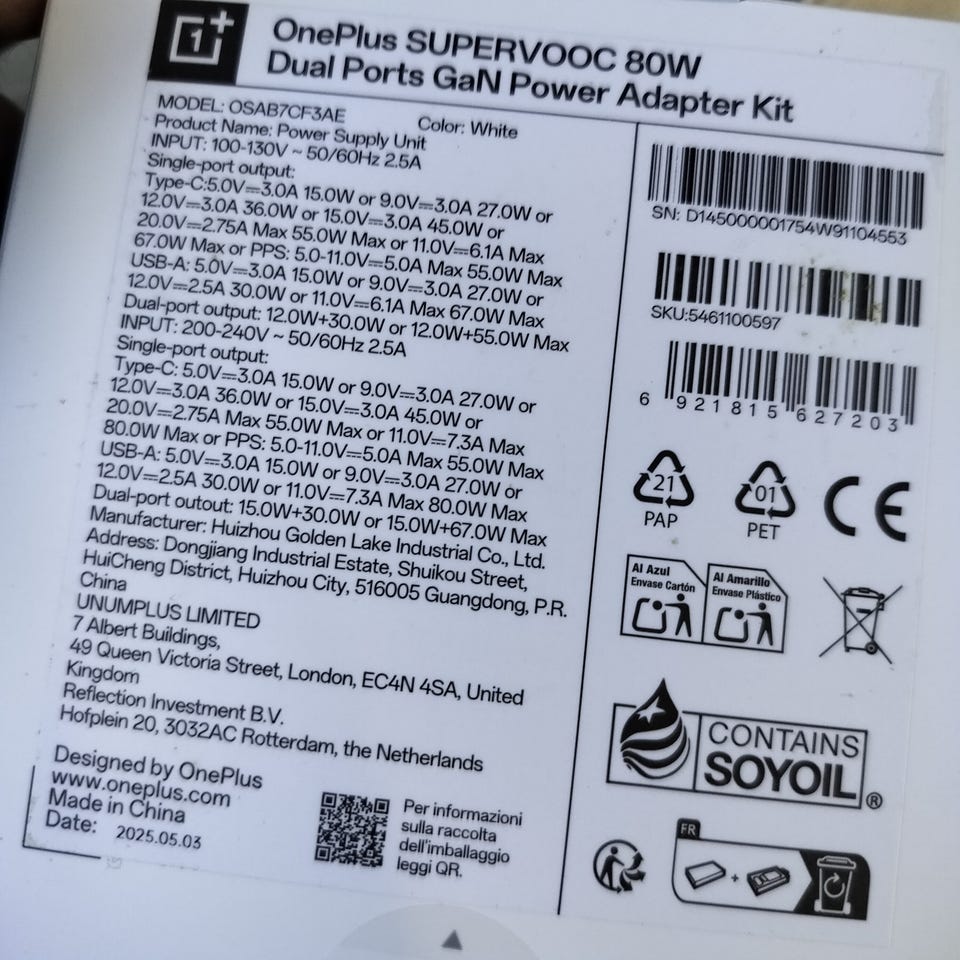 OnePlus SUPERVOOC 80W
Dual Ports GaN Power Adapter Kit
MODEL: OSAB7CF3AE
Color: White
Product Name: Power Supply Unit
INPUT: 100-130V ~ 50/60Hz 2.5A
Single-port output:
Type-C:5.0V⎓3.0A 15.0W or 9.0V⎓3.0A 27.0W or
12.0V⎓3.0A 36.0W or 15.0V⎓3.0A 45.0W or
20.0V⎓2.75A Max 55.0W Max or 11.0V⎓6.1A Max
67.0W Max or PPS: 5.0-11.0V⎓5.0A Max 55.0W Max
USB-A: 5.0V⎓3.0A 15.0W or 9.0V⎓3.0A 27.0W or
12.0V⎓2.5A 30.0W or 11.0V⎓6.1A Max 67.0W Max
Dual-port output: 12.0W+30.0W or 12.0W+55.0W Max
INPUT: 200-240V ~ 50/60Hz 2.5A
Single-port output:
Type-C: 5.0V⎓3.0A 15.0W or 9.0V⎓3.0A 27.0W or
12.0V⎓3.0A 36.0W or 15.0V⎓3.0A 45.0W or
20.0V⎓2.75A Max 55.0W Max or 11.0V⎓7.3A Max
80.0W Max or PPS: 5.0-11.0V⎓5.0A Max 55.0W Max
USB-A: 5.0V⎓3.0A 15.0W or 9.0V⎓3.0A 27.0W or
12.0V⎓2.5A 30.0W or 11.0V⎓7.3A Max 80.0W Max
Dual-port outout: 15.0W+30.0W or 15.0W+67.0W Max
Manufacturer: Huizhou Golden Lake Industrial Co., Ltd.
Address: Dongjiang Industrial Estate, Shuikou Street,
HuiCheng District, Huizhou City, 516005 Guangdong, P.R.
China
UNUMPLUS LIMITED
7 Albert Buildings,
49 Queen Victoria Street, London, EC4N 4SA, United
Kingdom
Reflection Investment B.V.
Hofplein 20, 3032AC Rotterdam, the Netherlands
Designed by OnePlus
www.oneplus.com
Made in China
Date: 2025.05.03
Per informazioni
sulla raccolta
dell'imballaggio
leggi QR.
SN: D145000001754W91104553
SKU:5461100597
6 921815 627203
21
PAP
01
PET
CE
Al Azul
Envase Cartón
Al Amarillo
Envase Plástico
CONTAINS
SOYOIL®
FR
+